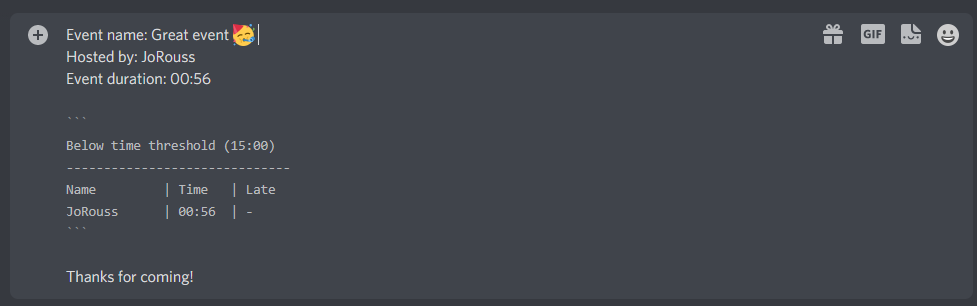 Event name: Great event 🥳
GIF
Hosted by: JoRouss
Event duration: 00:56
```
Below time threshold (15:00)
------------------------------
Name         | Time   | Late
JoRouss      | 00:56  | -
```
Thanks for coming!